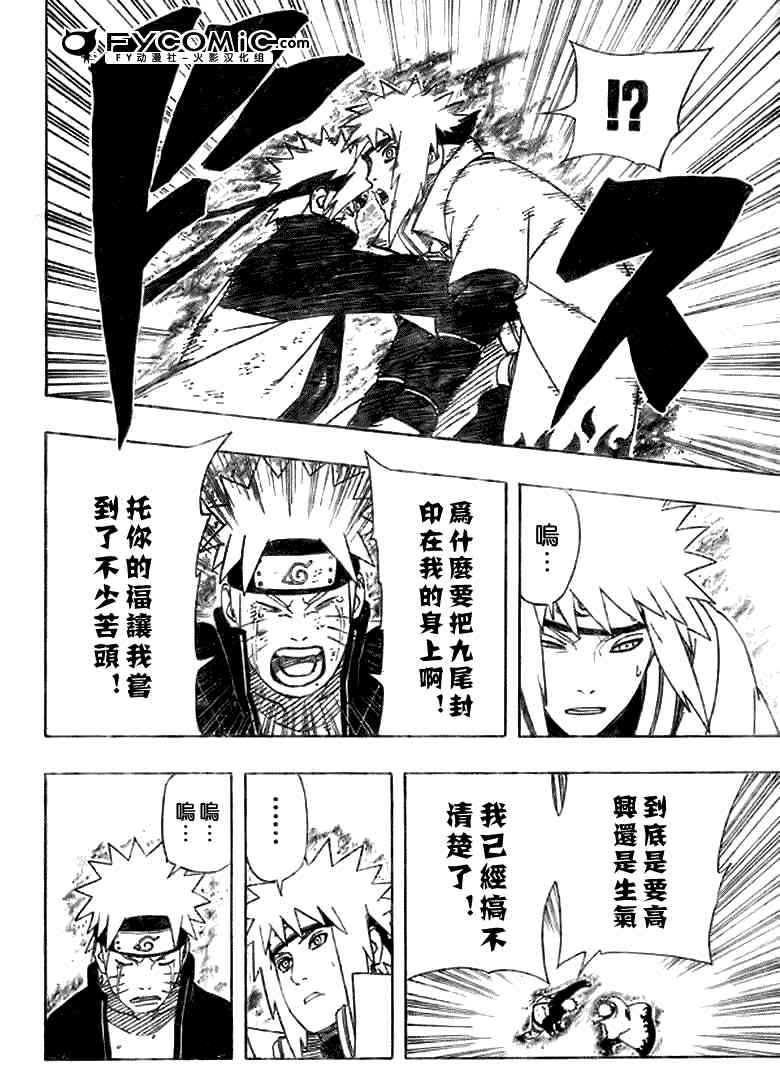 FYCOMIC.com
FY动漫社-火影汉化组
!?
ドスッ
嗚…
爲什麼要把九尾封
印在我的身上啊!
托你的福讓我嘗
到了不少苦頭!
到底是要高
興還是生氣
我已經搞不
清楚了!
……
嗚…
嗚…